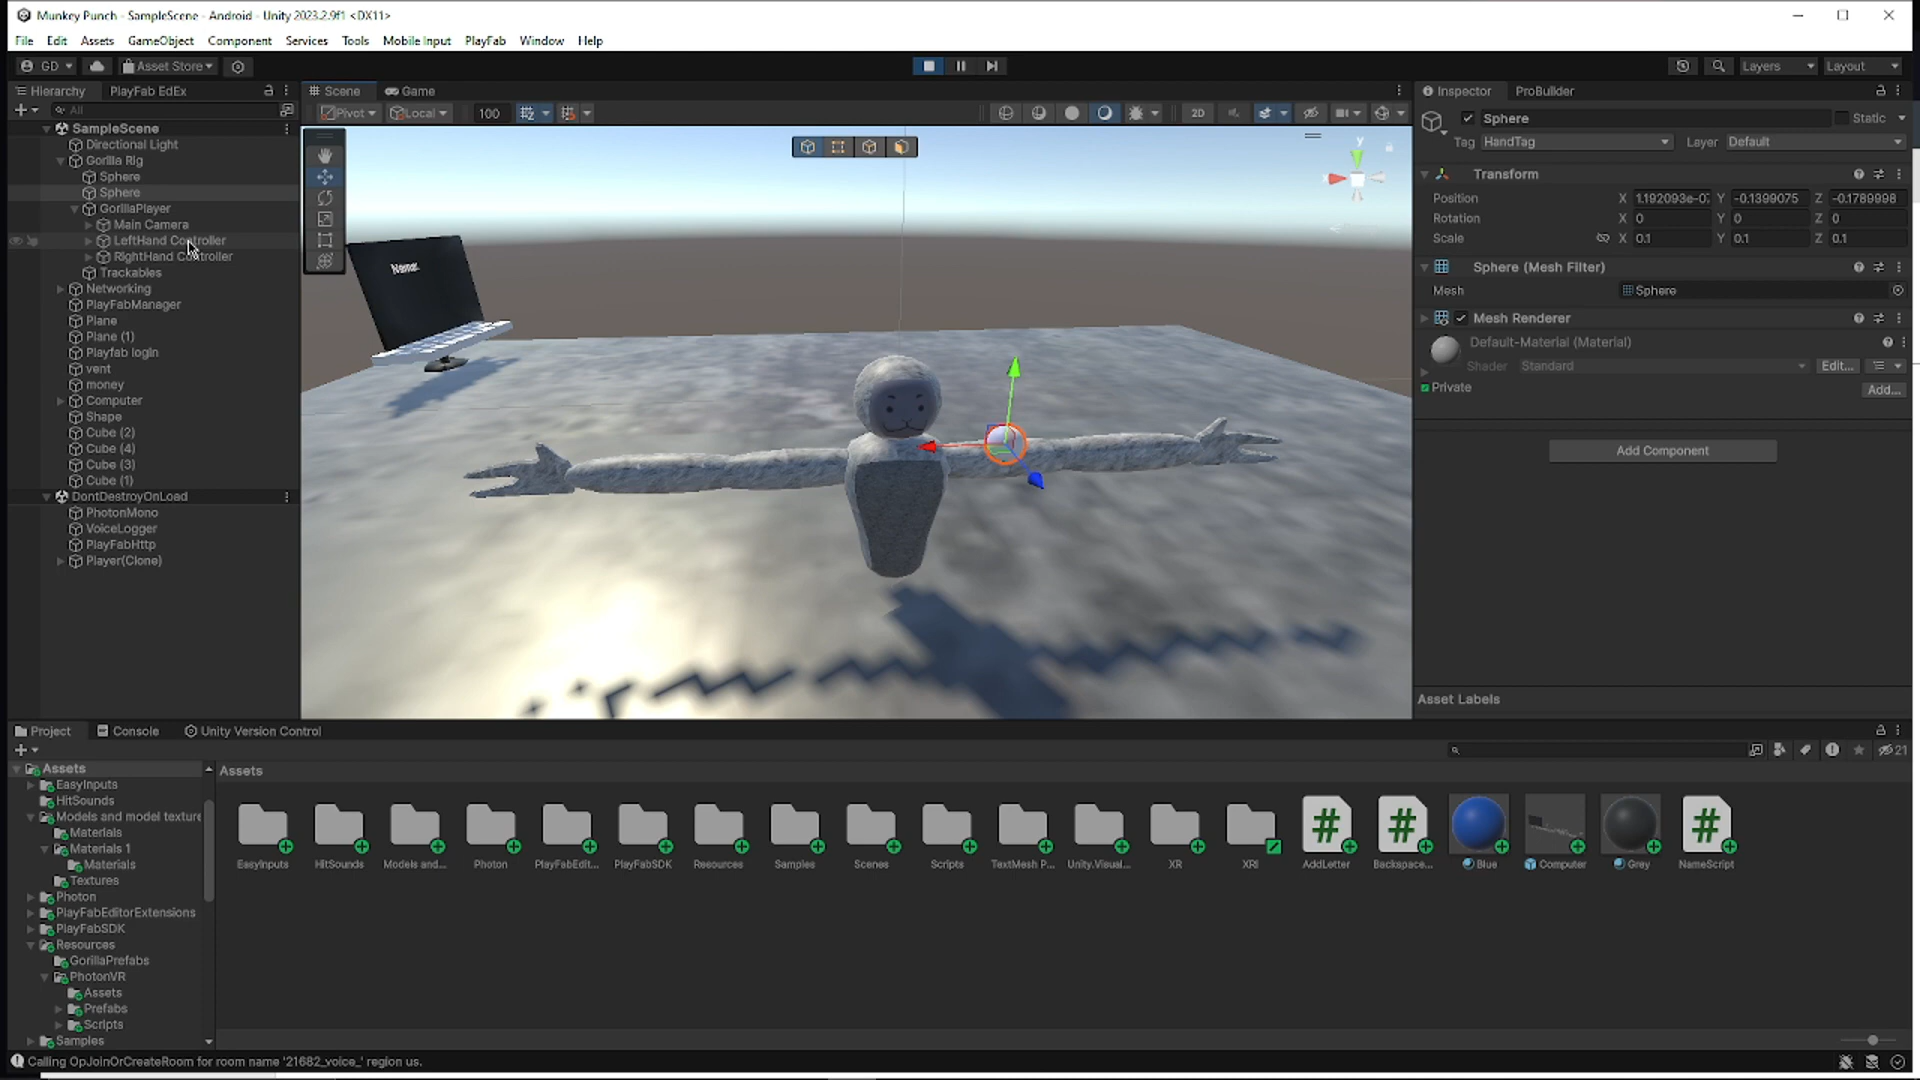 Munkey Punch - SampleScene - Android - Unity 2023.2.9f1 <DX11>
File Edit Assets GameObject Component Services Tools Mobile Input PlayFab Window Help
GD Asset Store Layers Layout
Hierarchy PlayFab EdEx
All
SampleScene
Directional Light
Gorilla Rig
Sphere
Sphere
GorillaPlayer
Main Camera
LeftHand Controller
RightHand Controller
Trackables
Networking
PlayFabManager
Plane
Plane (1)
Playfab login
vent
money
Computer
Shape
Cube (2)
Cube (4)
Cube (3)
Cube (1)
DontDestroyOnLoad
PhotonMono
VoiceLogger
PlayFabHttp
Player(Clone)
Scene Game
Pivot Local 100 2D
y
Name:
Inspector ProBuilder
Sphere Static
Tag HandTag Layer Default
Transform
Position X 1.192093e-0 Y -0.1399075 Z -0.1789998
Rotation X 0 Y 0 Z 0
Scale X 0.1 Y 0.1 Z 0.1
Sphere (Mesh Filter)
Mesh Sphere
Mesh Renderer
Default-Material (Material)
Shader Standard Edit...
Private
Add...
Add Component
Asset Labels
Project Console Unity Version Control
21
Assets
EasyInputs
HitSounds
Models and model texture
Materials
Materials 1
Materials
Textures
Photon
PlayFabEditorExtensions
PlayFabSDK
Resources
GorillaPrefabs
PhotonVR
Assets
Prefabs
Scripts
Samples
Assets
EasyInputs HitSounds Models and... Photon PlayFabEdit... PlayFabSDK Resources Samples Scenes Scripts TextMesh P... Unity.Visual... XR XRI AddLetter Backspace... Blue Computer Grey NameScript
Calling OpJoinOrCreateRoom for room name '21682_voice_' region us.